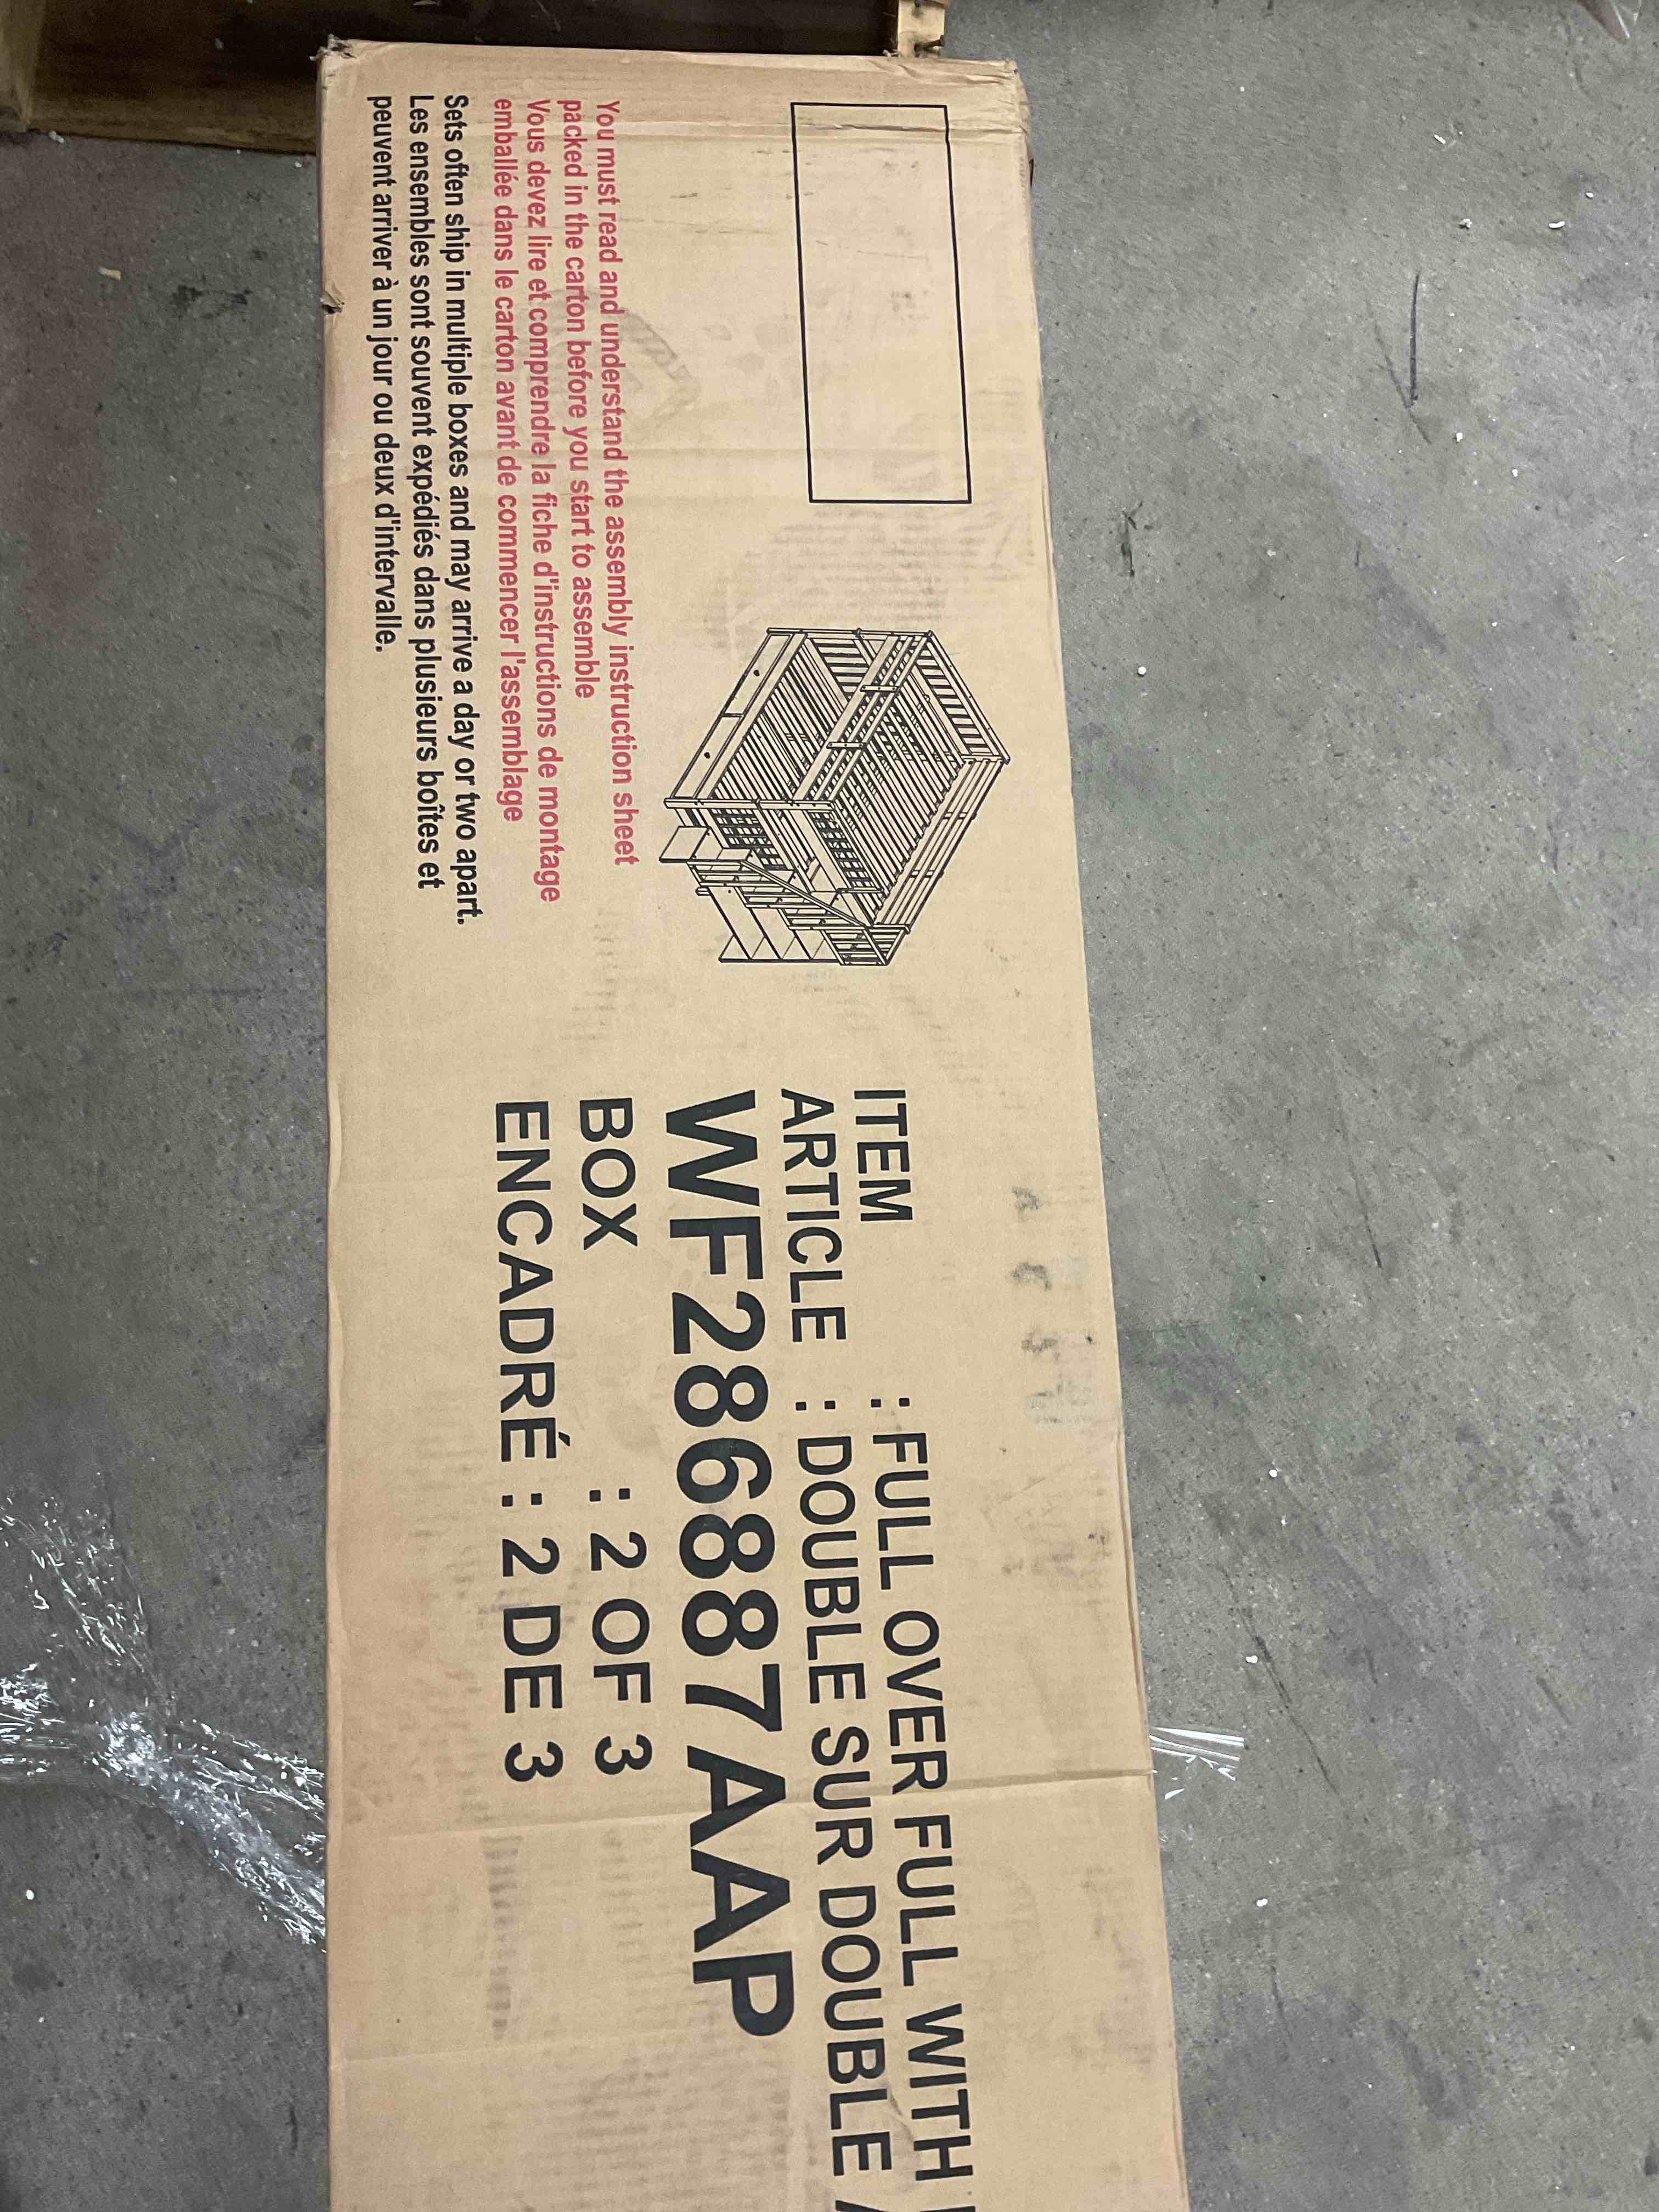 You must read and understand the assembly instruction sheet
packed in the carton before you start to assemble
Vous devez lire et comprendre la fiche d'instructions de montage
emballée dans le carton avant de commencer l'assemblage
Sets often ship in multiple boxes and may arrive a day or two apart.
Les ensembles sont souvent expédiés dans plusieurs boîtes et
peuvent arriver à un jour ou deux d'intervalle.
ITEM : FULL OVER FULL WITH
ARTICLE : DOUBLE SUR DOUBLE
WF286887AAP
BOX : 2 OF 3
ENCADRÉ : 2 DE 3